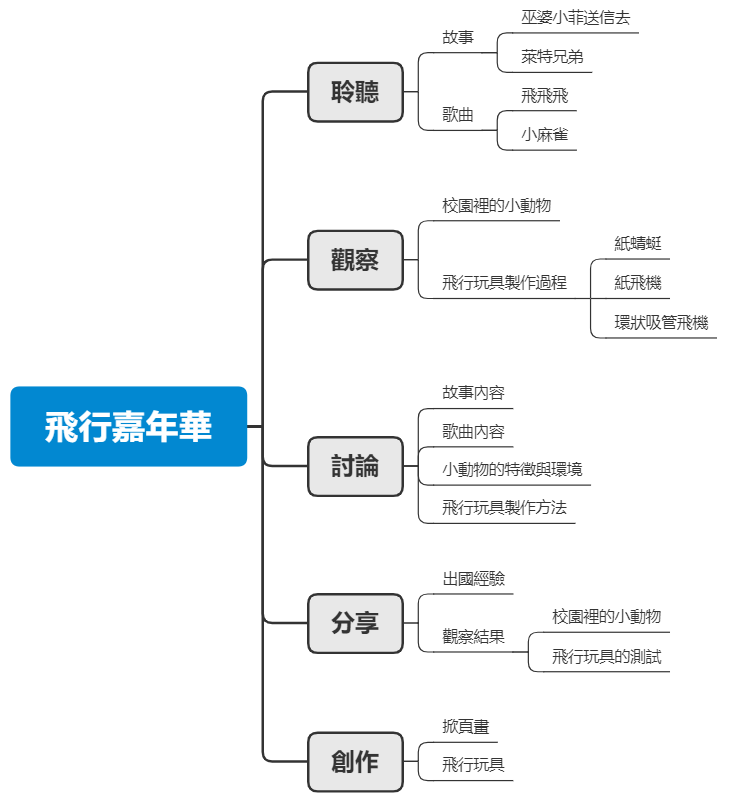 飛行嘉年華
聆聽
故事
巫婆小菲送信去
萊特兄弟
歌曲
飛飛飛
小麻雀
觀察
校園裡的小動物
飛行玩具製作過程
紙蜻蜓
紙飛機
環狀吸管飛機
討論
故事內容
歌曲內容
小動物的特徵與環境
飛行玩具製作方法
分享
出國經驗
觀察結果
校園裡的小動物
飛行玩具的測試
創作
掀頁畫
飛行玩具